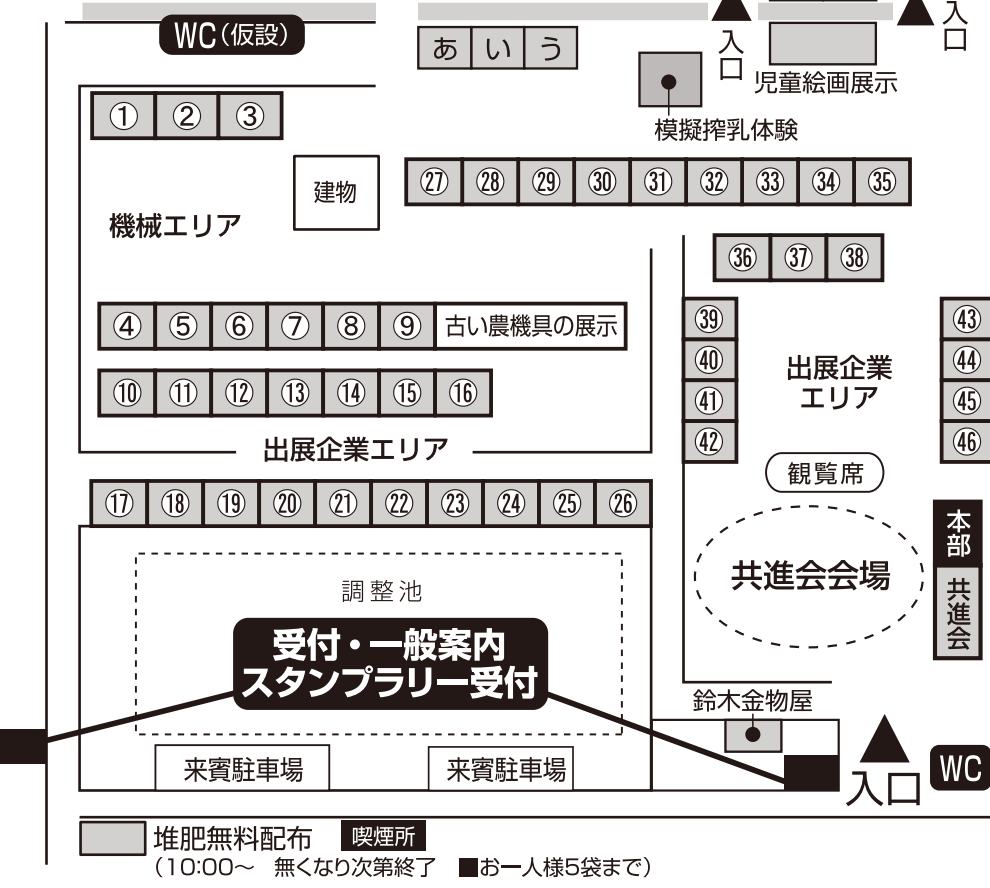 WC（仮設）
あ い う
入口
児童絵画展示
入口
模擬搾乳体験
① ② ③
建物
機械エリア
㉗ ㉘ ㉙ ㉚ ㉛ ㉜ ㉝ ㉞ ㉟
㊱ ㊲ ㊳
④ ⑤ ⑥ ⑦ ⑧ ⑨ 古い農機具の展示
⑩ ⑪ ⑫ ⑬ ⑭ ⑮ ⑯
出展企業エリア
⑰ ⑱ ⑲ ⑳ ㉑ ㉒ ㉓ ㉔ ㉕ ㉖
㊴
㊵
㊶
㊷
出展企業
エリア
㊸
㊹
㊺
㊻
観覧席
共進会会場
本部
共進会
調整池
受付・一般案内
スタンプラリー受付
来賓駐車場
来賓駐車場
鈴木金物屋
入口
WC
堆肥無料配布 喫煙所
（10:00〜 無くなり次第終了 ■お一人様5袋まで）